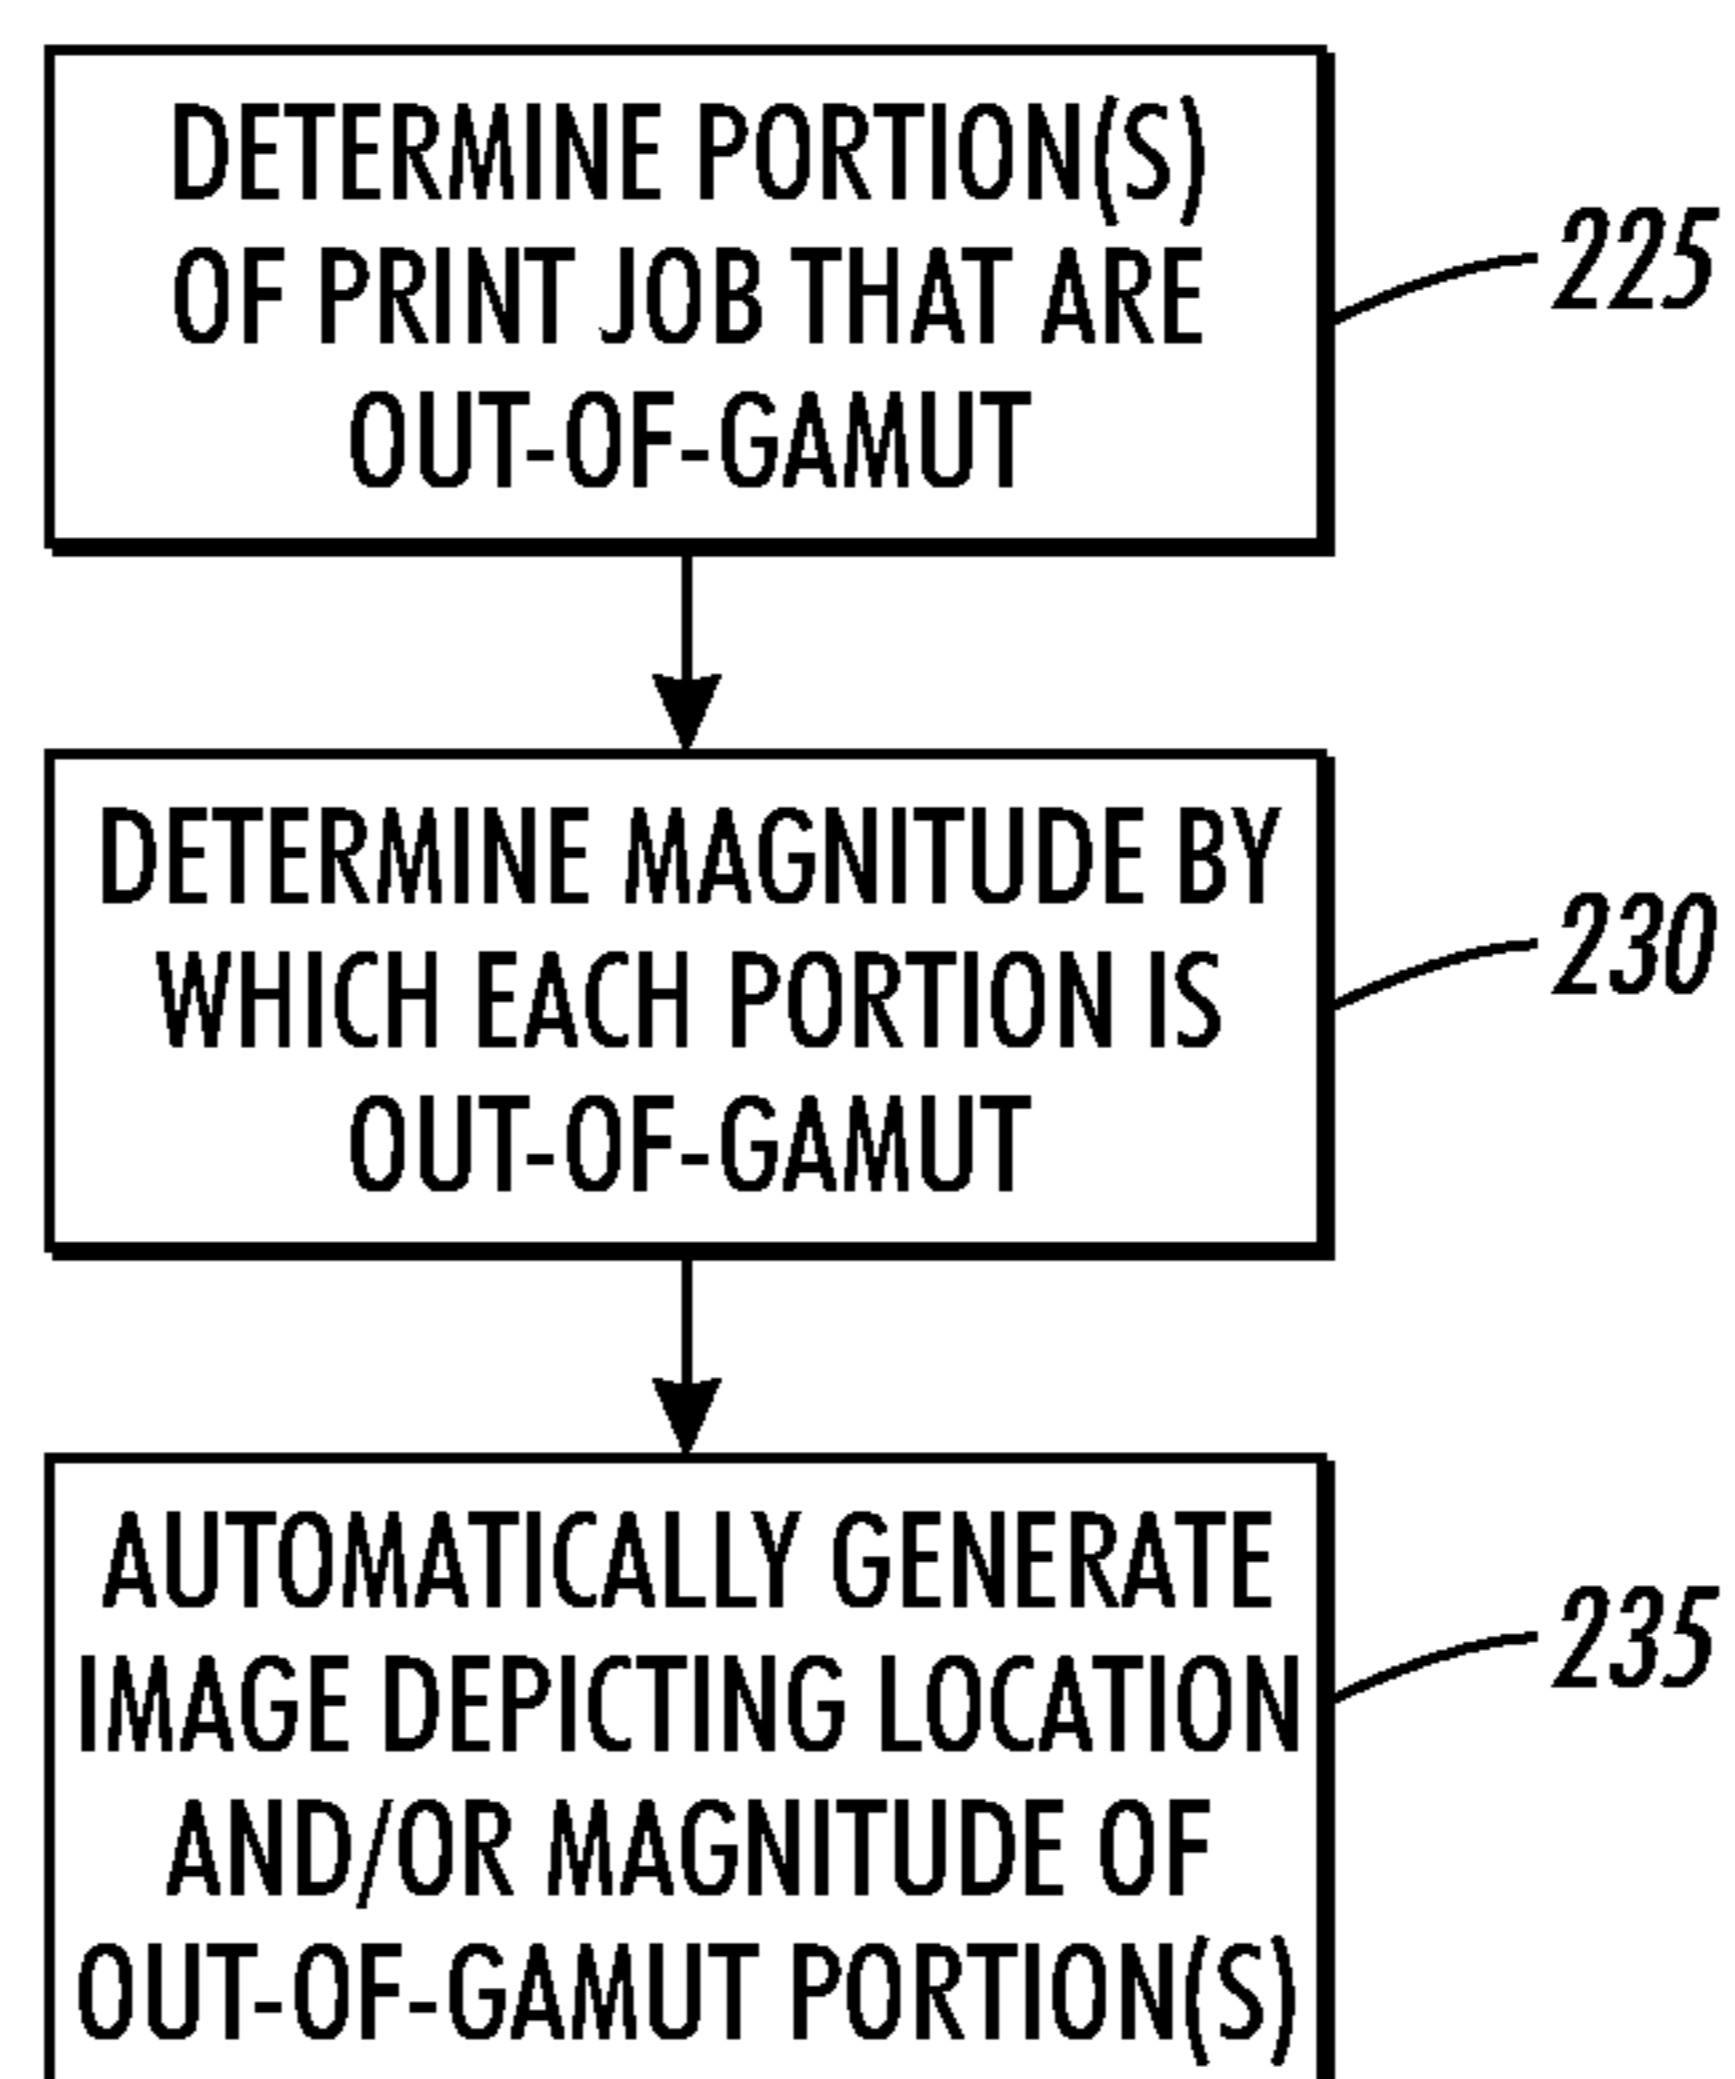 DETERMINE PORTION(S)
OF PRINT JOB THAT ARE
OUT-OF-GAMUT
225
DETERMINE MAGNITUDE BY
WHICH EACH PORTION IS
OUT-OF-GAMUT
230
AUTOMATICALLY GENERATE
IMAGE DEPICTING LOCATION
AND/OR MAGNITUDE OF
OUT-OF-GAMUT PORTION(S)
235